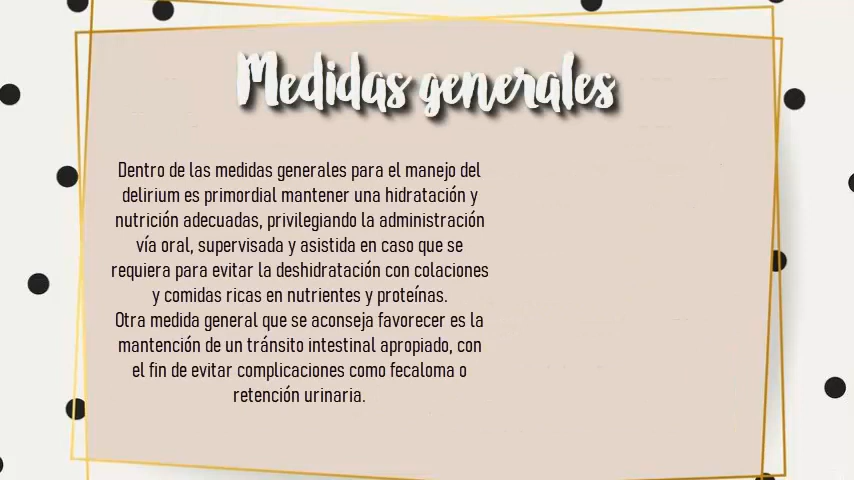 Medidas generales
Dentro de las medidas generales para el manejo del
delirium es primordial mantener una hidratación y
nutrición adecuadas, privilegiando la administración
vía oral, supervisada y asistida en caso que se
requiera para evitar la deshidratación con colaciones
y comidas ricas en nutrientes y proteínas.
Otra medida general que se aconseja favorecer es la
mantención de un tránsito intestinal apropiado, con
el fin de evitar complicaciones como fecaloma o
retención urinaria.